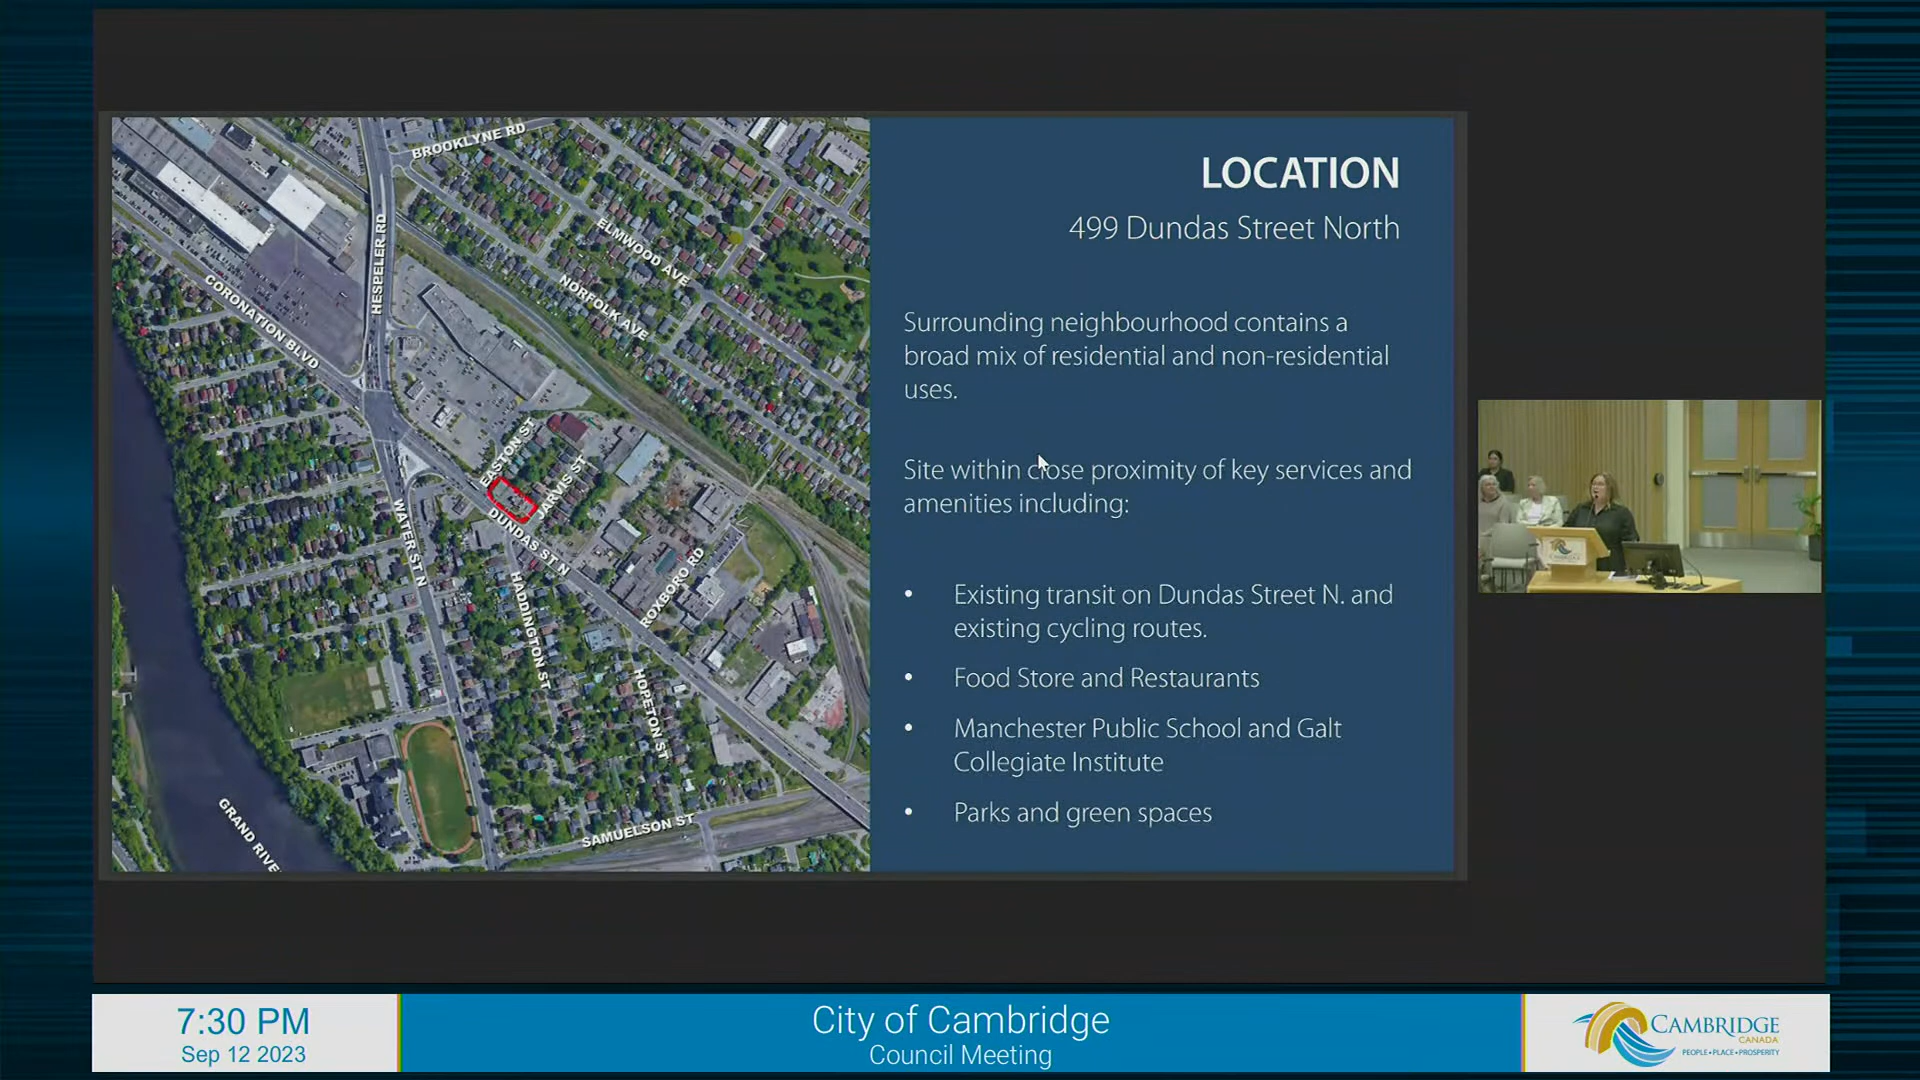 BROOKLYNE RD
ELMWOOD AVE
NORFOLK AVE
HESPELER RD
CORONATION BLVD
EASTON ST
JARVIS ST
DUNDAS ST N
WATER ST N
HADDINGTON ST
ROXBORO RD
HOPETON ST
SAMUELSON ST
GRAND RIVE
LOCATION
499 Dundas Street North
Surrounding neighbourhood contains a
broad mix of residential and non-residential
uses.
Site within close proximity of key services and
amenities including:
• Existing transit on Dundas Street N. and
existing cycling routes.
• Food Store and Restaurants
• Manchester Public School and Galt
Collegiate Institute
• Parks and green spaces
CAMBRIDGE
7:30 PM
Sep 12 2023
City of Cambridge
Council Meeting
CAMBRIDGE
CANADA
PEOPLE • PLACE • PROSPERITY